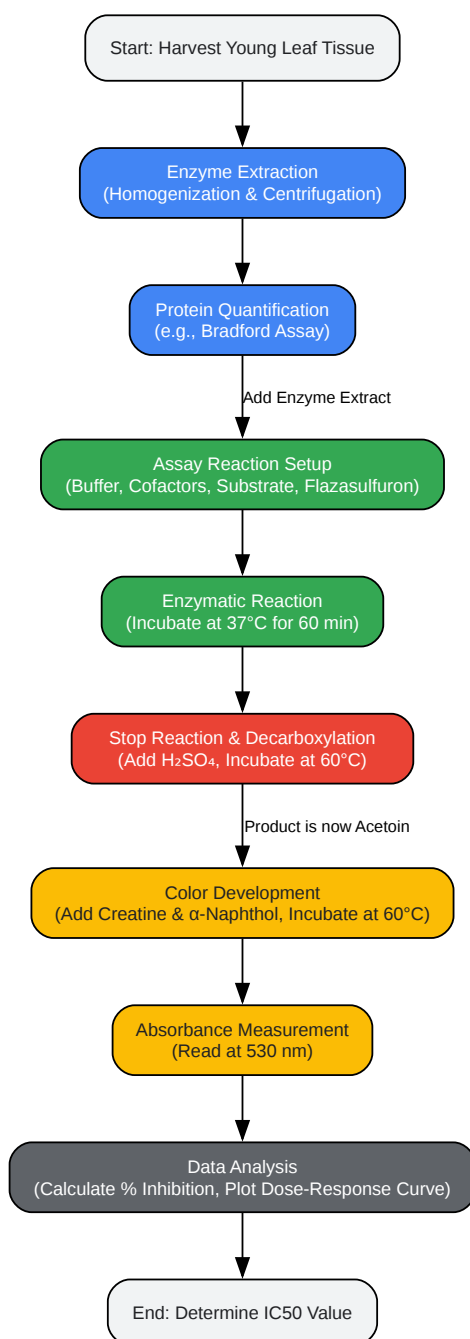 Start: Harvest Young Leaf Tissue
Enzyme Extraction
(Homogenization & Centrifugation)
Protein Quantification
(e.g., Bradford Assay)
Add Enzyme Extract
Assay Reaction Setup
(Buffer, Cofactors, Substrate, Flazasulfuron)
Enzymatic Reaction
(Incubate at 37°C for 60 min)
Stop Reaction & Decarboxylation
(Add H₂SO₄, Incubate at 60°C)
Product is now Acetoin
Color Development
(Add Creatine & α-Naphthol, Incubate at 60°C)
Absorbance Measurement
(Read at 530 nm)
Data Analysis
(Calculate % Inhibition, Plot Dose-Response Curve)
End: Determine IC50 Value